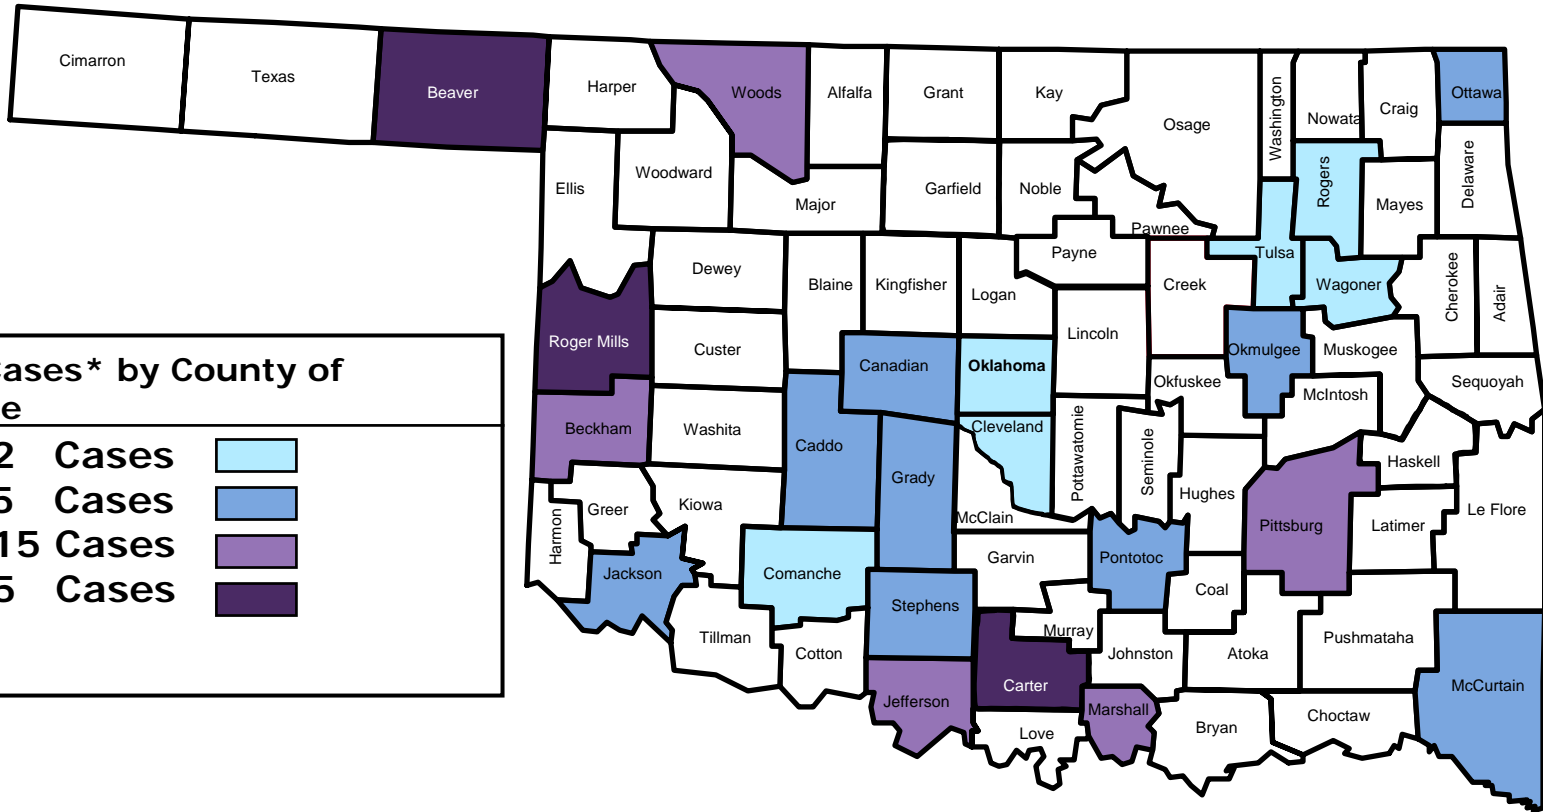 Cimarron
Texas
Beaver
Harper
Woods
Alfalfa
Grant
Kay
Osage
Washington
Nowata
Craig
Ottawa
Ellis
Woodward
Major
Garfield
Noble
Pawnee
Rogers
Mayes
Delaware
Dewey
Blaine
Kingfisher
Logan
Payne
Creek
Tulsa
Wagoner
Cherokee
Adair
Roger Mills
Custer
Canadian
Oklahoma
Lincoln
Okfuskee
Okmulgee
Muskogee
McIntosh
Sequoyah
Beckham
Washita
Caddo
Grady
Cleveland
Pottawatomie
Seminole
Hughes
Pittsburg
Haskell
Latimer
Le Flore
Harmon
Greer
Kiowa
McClain
Jackson
Comanche
Stephens
Garvin
Pontotoc
Coal
Tillman
Cotton
Murray
Johnston
Atoka
Pushmataha
Jefferson
Carter
Marshall
Love
Bryan
Choctaw
McCurtain
ases* by County of
e
2 Cases
5 Cases
15 Cases
5 Cases